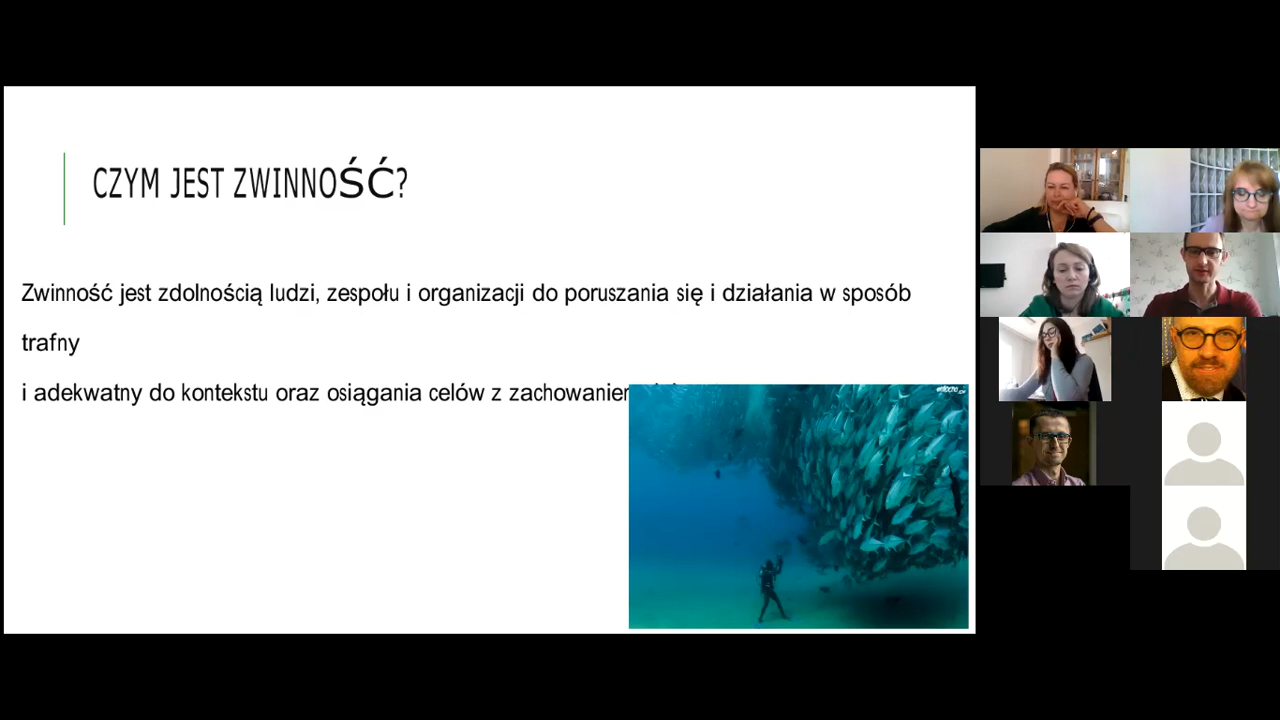 CZYM JEST ZWINNOŚĆ?
Zwinność jest zdolnością ludzi, zespołu i organizacji do poruszania się i działania w sposób
trafny
i adekwatny do kontekstu oraz osiągania celów z